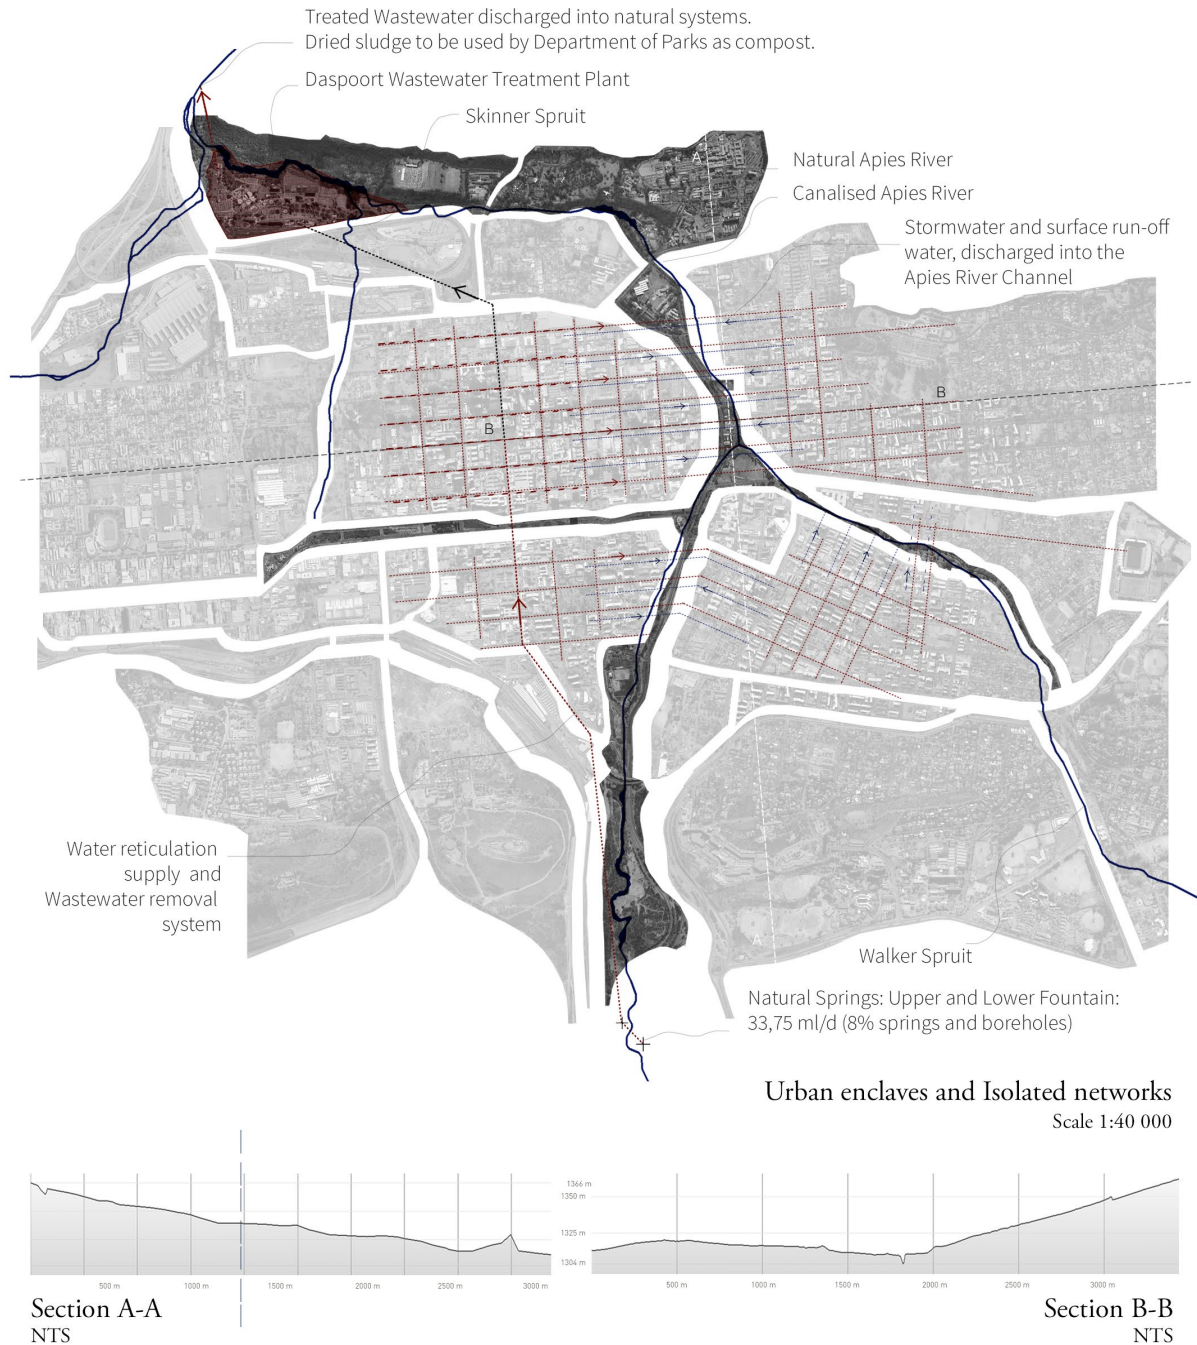 Treated Wastewater discharged into natural systems.
Dried sludge to be used by Department of Parks as compost.
Daspoort Wastewater Treatment Plant
Skinner Spruit
A
Natural Apies River
Canalised Apies River
Stormwater and surface run-off
water, discharged into the
Apies River Channel
B
B
Water reticulation
supply and
Wastewater removal
system
A
Walker Spruit
Natural Springs: Upper and Lower Fountain:
33,75 ml/d (8% springs and boreholes)
Urban enclaves and Isolated networks
Scale 1:40 000
1366 m
1350 m
1325 m
1304 m
500 m 1000 m 1500 m 2000 m 2500 m 3000 m
500 m 1000 m 1500 m 2000 m 2500 m 3000 m
Section A-A
NTS
Section B-B
NTS